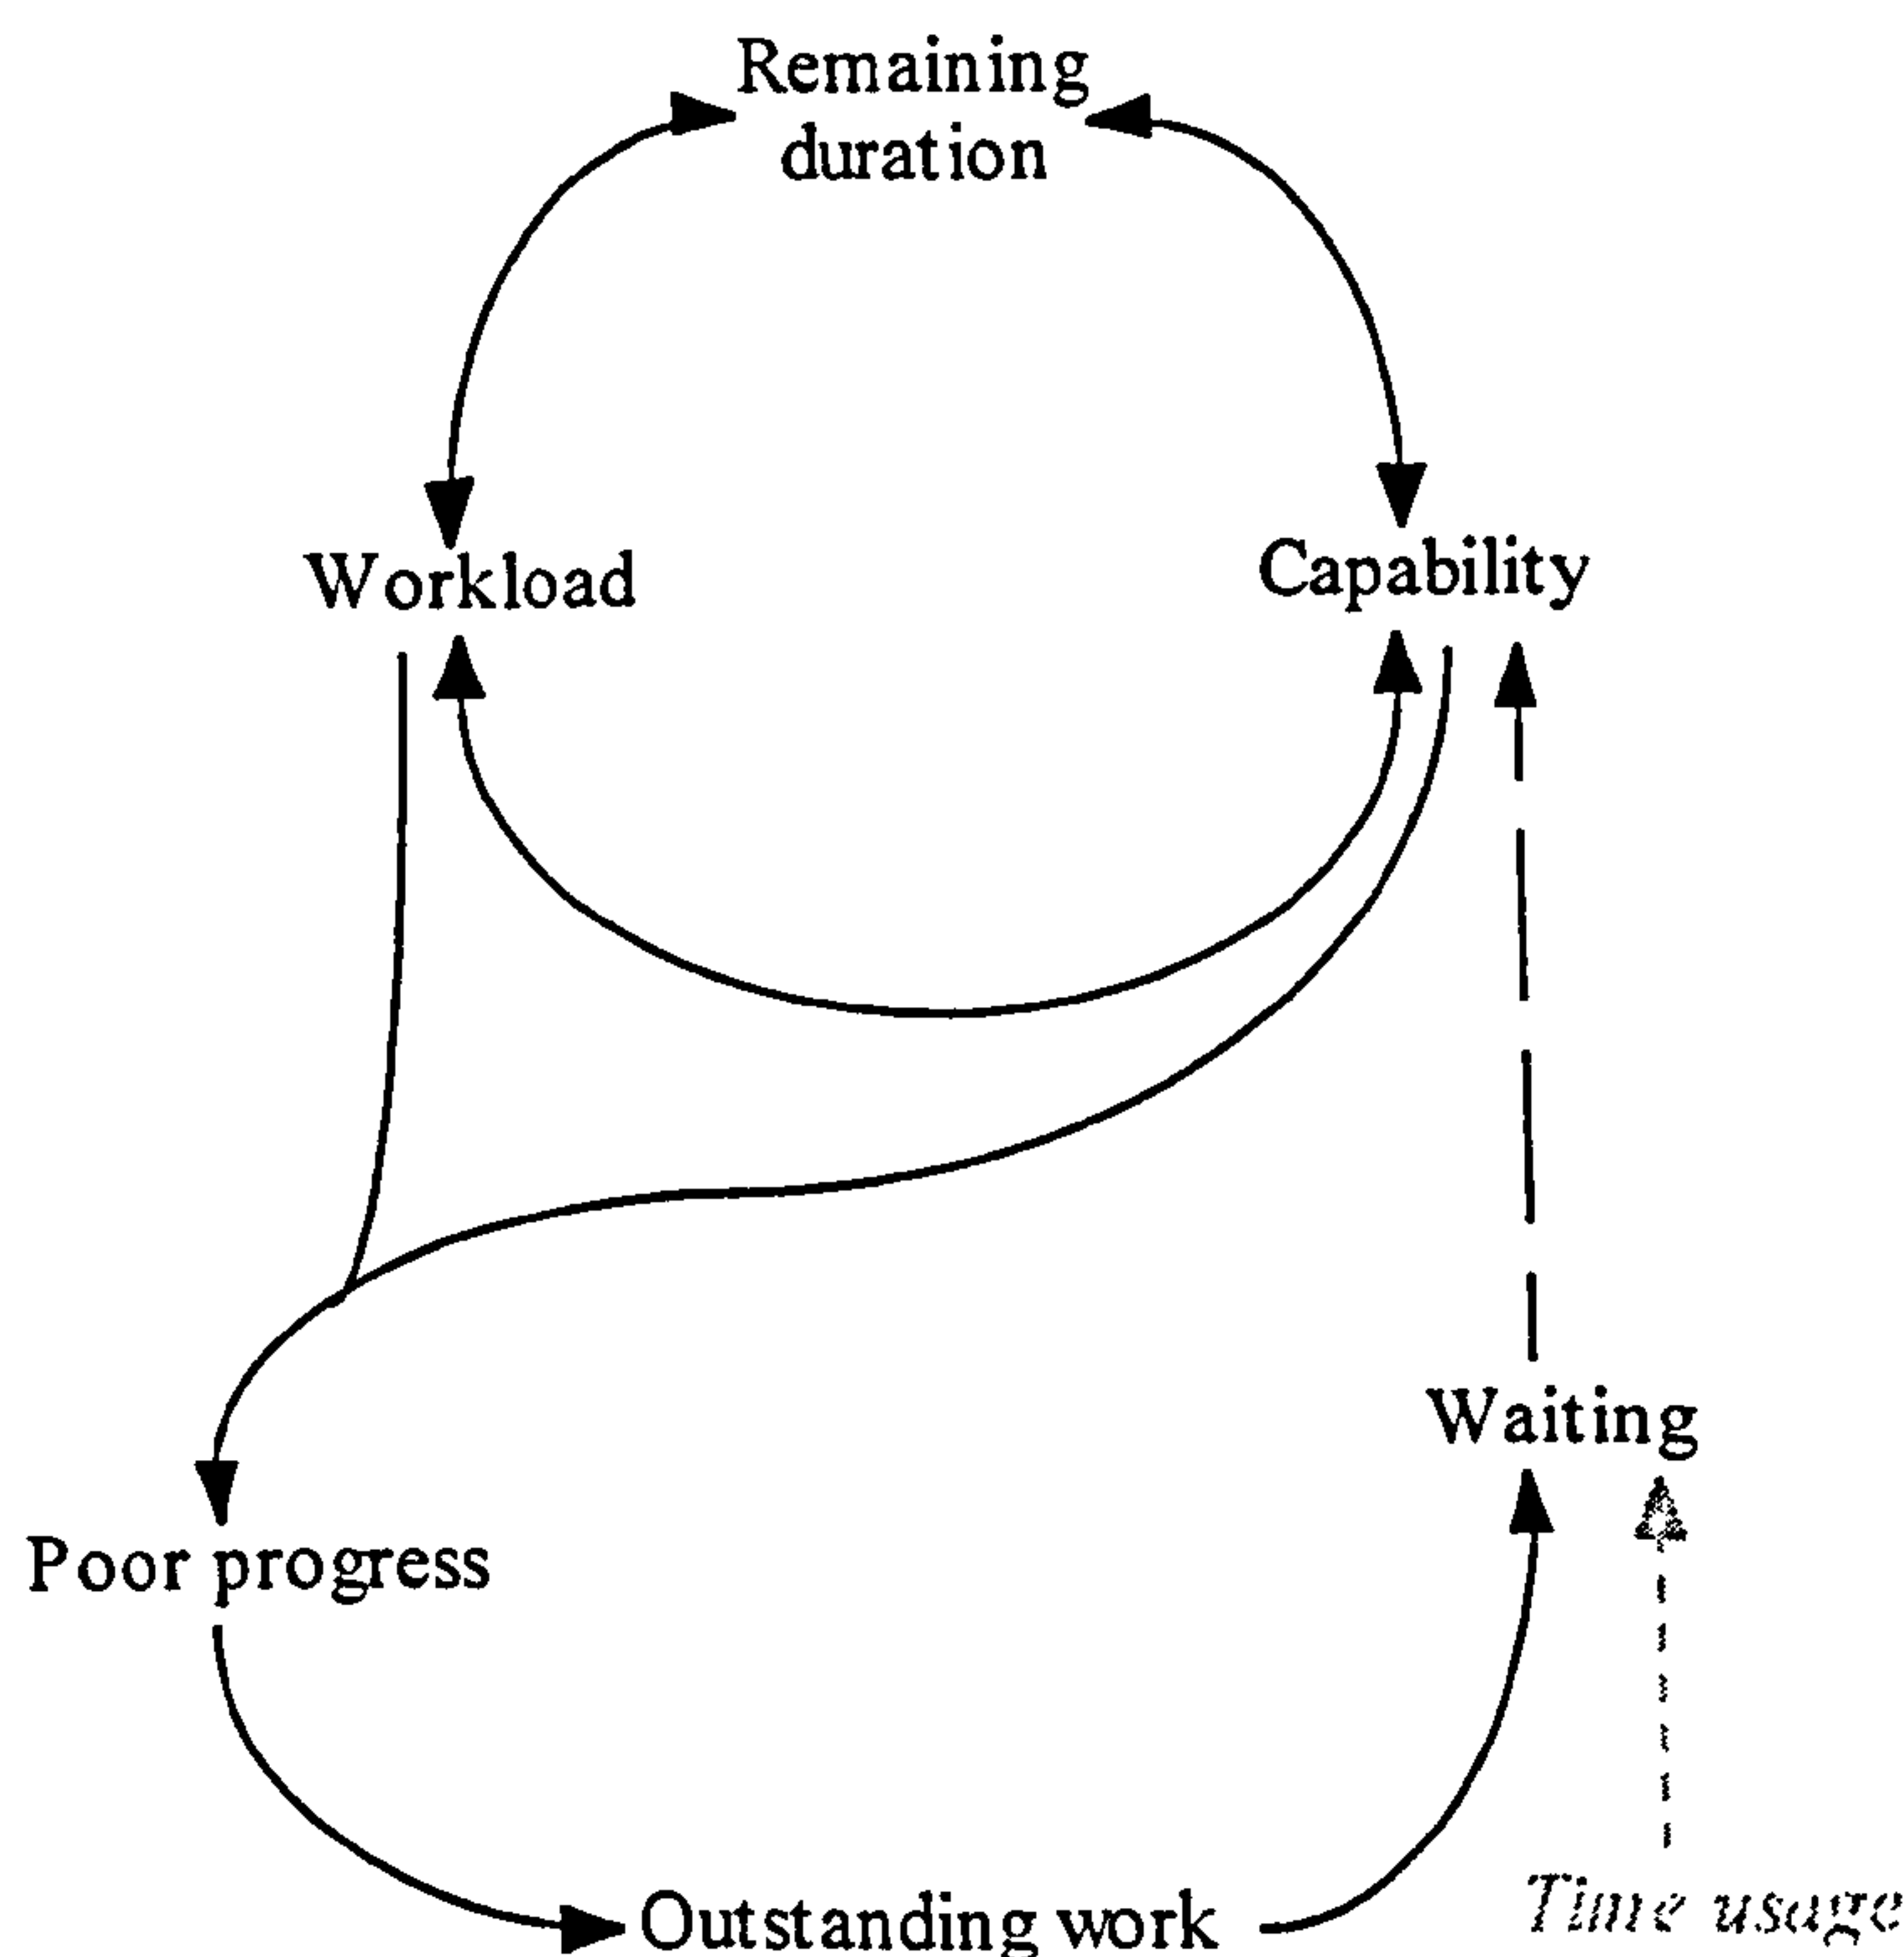 Remaining
duration
Workload
Capability
Waiting
Poor progress
Outstanding work
Time usage